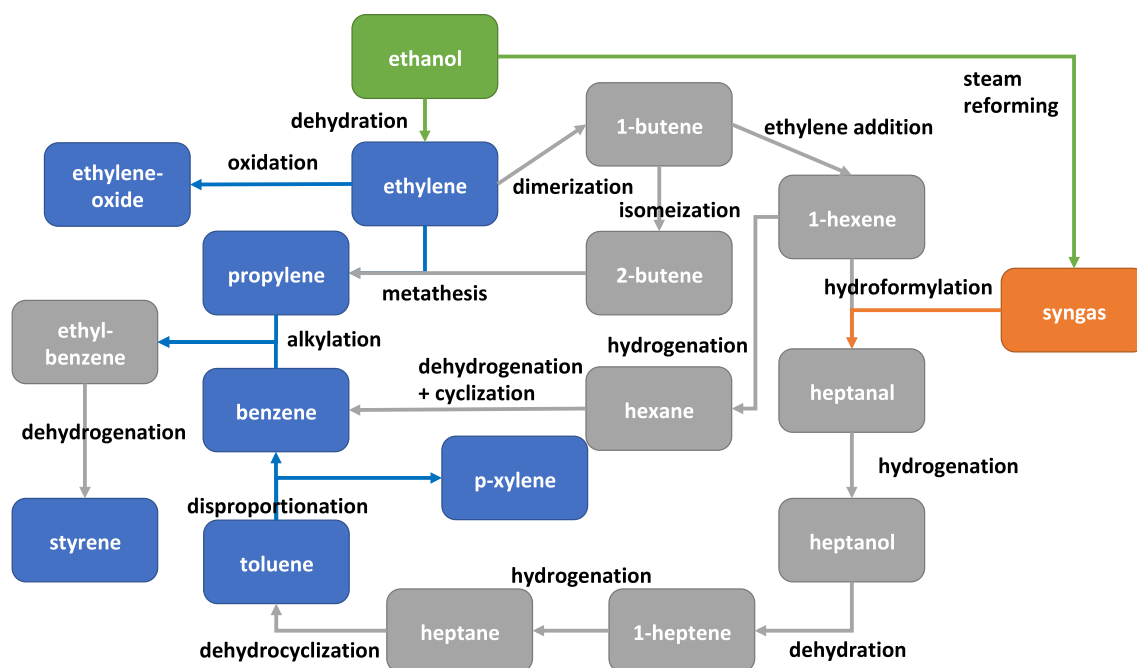 ethanol
steam
reforming
dehydration
1-butene
ethylene addition
oxidation
ethylene-
oxide
ethylene
dimerization
isomeization
1-hexene
propylene
2-butene
metathesis
hydroformylation
syngas
ethyl-
benzene
alkylation
hydrogenation
dehydrogenation
+ cyclization
benzene
hexane
heptanal
dehydrogenation
hydrogenation
p-xylene
disproportionation
styrene
toluene
heptanol
hydrogenation
dehydrocyclization
heptane
1-heptene
dehydration